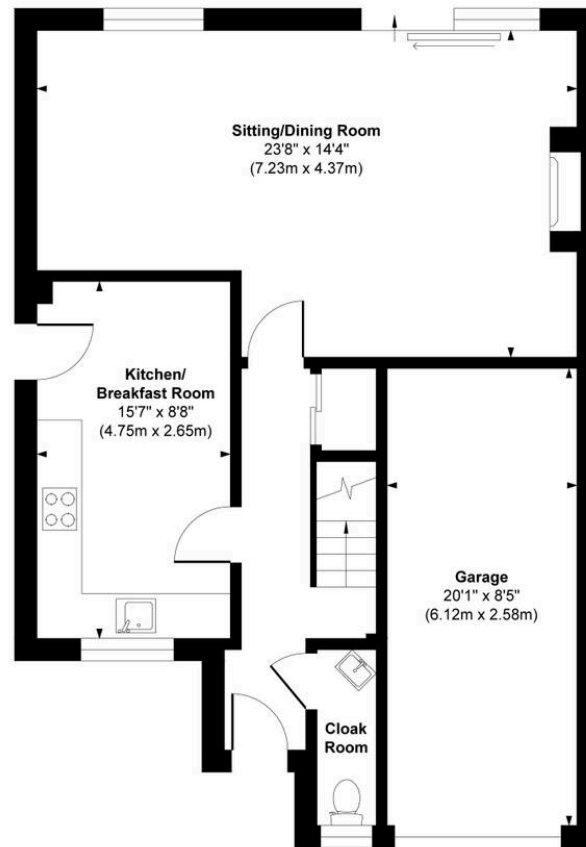 Sitting/Dining Room
23'8" x 14'4"
(7.23m x 4.37m)
Kitchen/
Breakfast Room
15'7" x 8'8"
(4.75m x 2.65m)
Garage
20'1" x 8'5"
(6.12m x 2.58m)
Cloak
Room